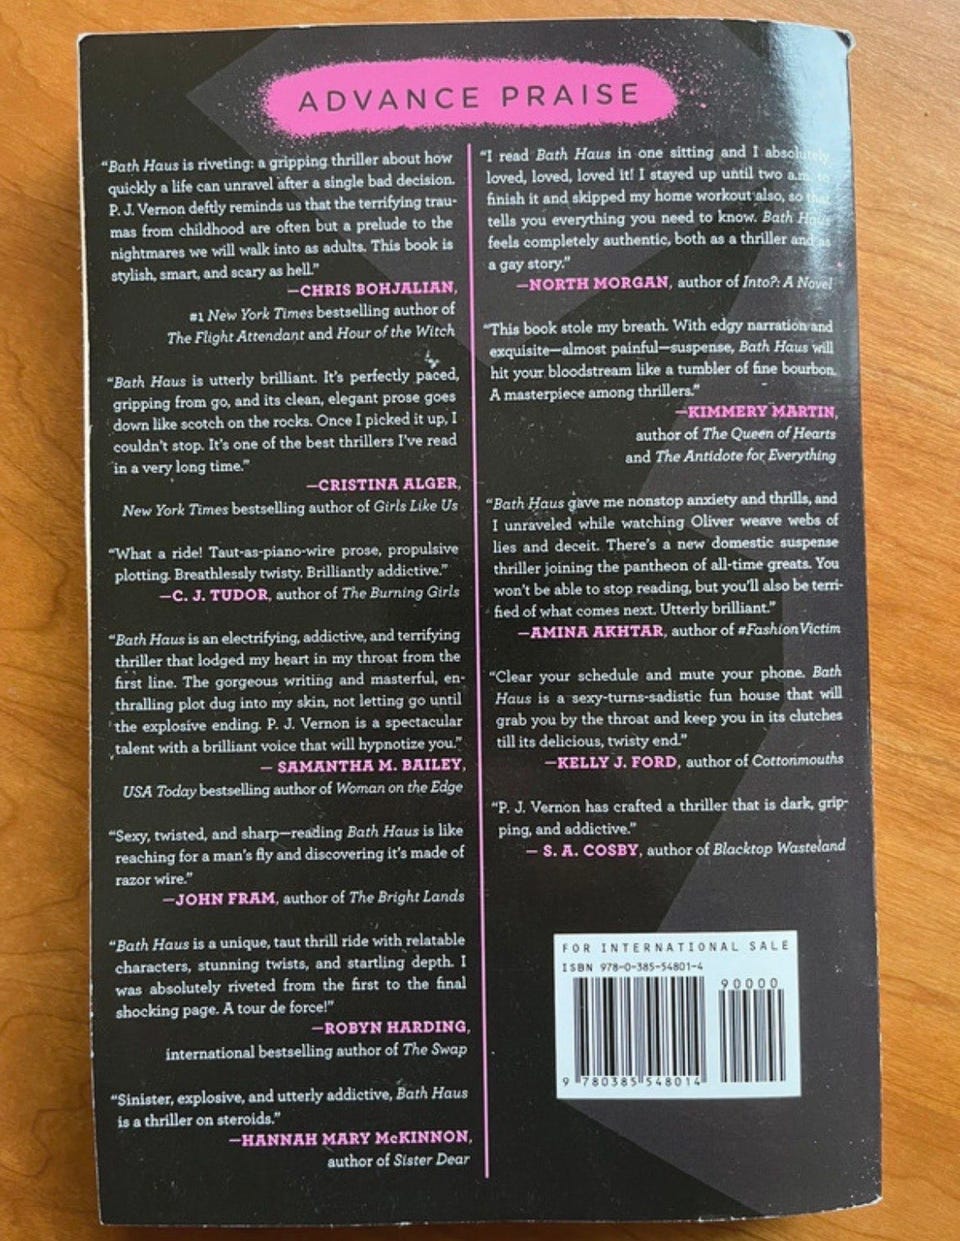 ADVANCE PRAISE
“Bath Haus is riveting: a gripping thriller about how
quickly a life can unravel after a single bad decision.
P. J. Vernon deftly reminds us that the terrifying trau-
mas from childhood are often but a prelude to the
nightmares we will walk into as adults. This book is
stylish, smart, and scary as hell.”
—CHRIS BOHJALIAN,
#1 New York Times bestselling author of
The Flight Attendant and Hour of the Witch
“Bath Haus is utterly brilliant. It’s perfectly paced,
gripping from go, and its clean, elegant prose goes
down like scotch on the rocks. Once I picked it up, I
couldn’t stop. It’s one of the best thrillers I’ve read
in a very long time.”
—CRISTINA ALGER,
New York Times bestselling author of Girls Like Us
“What a ride! Taut-as-piano-wire prose, propulsive
plotting. Breathlessly twisty. Brilliantly addictive.”
—C. J. TUDOR, author of The Burning Girls
“Bath Haus is an electrifying, addictive, and terrifying
thriller that lodged my heart in my throat from the
first line. The gorgeous writing and masterful, en-
thralling plot dug into my skin, not letting go until
the explosive ending. P. J. Vernon is a spectacular
talent with a brilliant voice that will hypnotize you.”
— SAMANTHA M. BAILEY,
USA Today bestselling author of Woman on the Edge
“Sexy, twisted, and sharp—reading Bath Haus is like
reaching for a man’s fly and discovering it’s made of
razor wire.”
—JOHN FRAM, author of The Bright Lands
“Bath Haus is a unique, taut thrill ride with relatable
characters, stunning twists, and startling depth. I
was absolutely riveted from the first to the final
shocking page. A tour de force!”
—ROBYN HARDING,
international bestselling author of The Swap
“Sinister, explosive, and utterly addictive, Bath Haus
is a thriller on steroids.”
—HANNAH MARY McKINNON,
author of Sister Dear
“I read Bath Haus in one sitting and I absolutely
loved, loved, loved it! I stayed up until two a.m. to
finish it and skipped my home workout also, so that
tells you everything you need to know. Bath Haus
feels completely authentic, both as a thriller and as
a gay story.”
—NORTH MORGAN, author of Into?: A Novel
“This book stole my breath. With edgy narration and
exquisite—almost painful—suspense, Bath Haus will
hit your bloodstream like a tumbler of fine bourbon.
A masterpiece among thrillers.”
—KIMMERY MARTIN,
author of The Queen of Hearts
and The Antidote for Everything
“Bath Haus gave me nonstop anxiety and thrills, and
I unraveled while watching Oliver weave webs of
lies and deceit. There’s a new domestic suspense
thriller joining the pantheon of all-time greats. You
won’t be able to stop reading, but you’ll also be terri-
fied of what comes next. Utterly brilliant.”
—AMINA AKHTAR, author of #FashionVictim
“Clear your schedule and mute your phone. Bath
Haus is a sexy-turns-sadistic fun house that will
grab you by the throat and keep you in its clutches
till its delicious, twisty end.”
—KELLY J. FORD, author of Cottonmouths
“P. J. Vernon has crafted a thriller that is dark, grip-
ping, and addictive.”
— S. A. COSBY, author of Blacktop Wasteland
FOR INTERNATIONAL SALE
ISBN 978-0-385-54801-4
90000
9 780385 548014